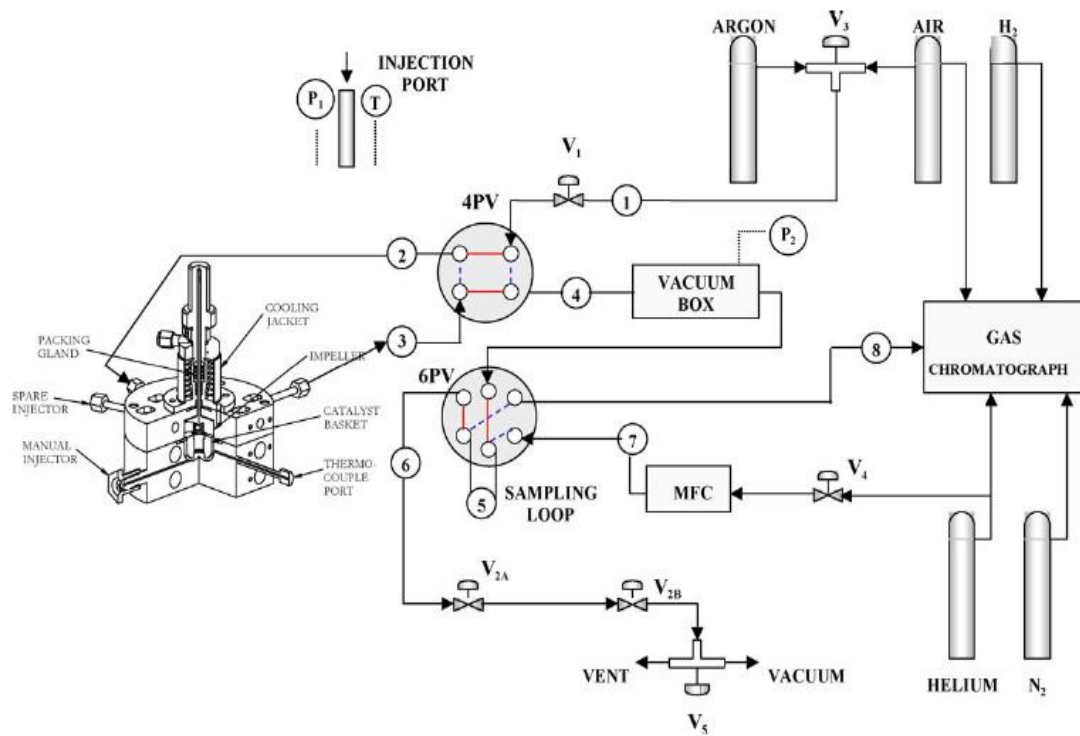 ARGON
V3
AIR
H2
INJECTION
PORT
P1
T
V1
1
4PV
2
P2
4
VACUUM
BOX
COOLING
JACKET
PACKING
GLAND
IMPELLER
3
8
GAS
CHROMATOGRAPH
6PV
SPARE
INJECTOR
CATALYST
BASKET
MANUAL
INJECTOR
THERMO-
COUPLE
PORT
6
7
5
SAMPLING
LOOP
MFC
V4
V2A
V2B
VENT
VACUUM
V5
HELIUM
N2